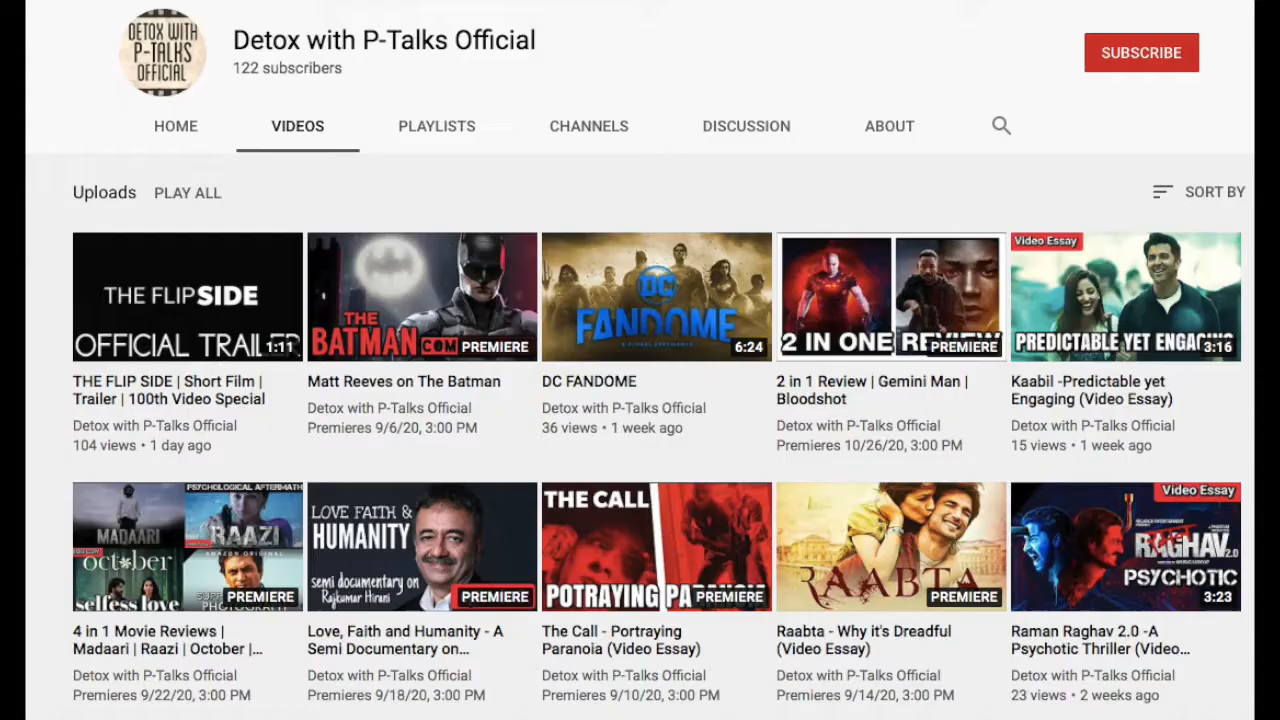 DETOX WITH
P-TALKS
OFFICIAL
Detox with P-Talks Official
122 subscribers
SUBSCRIBE
HOME
VIDEOS
PLAYLISTS
CHANNELS
DISCUSSION
ABOUT
Uploads
PLAY ALL
SORT BY
THE FLIPSIDE
OFFICIAL TRAILER
1:11
THE FLIP SIDE | Short Film |
Trailer | 100th Video Special
Detox with P-Talks Official
104 views • 1 day ago
THE
BATMAN
COM
PREMIERE
Matt Reeves on The Batman
Detox with P-Talks Official
Premieres 9/6/20, 3:00 PM
DC
FANDOME
6:24
DC FANDOME
Detox with P-Talks Official
36 views • 1 week ago
2 IN ONE REVIEW
PREMIERE
2 in 1 Review | Gemini Man |
Bloodshot
Detox with P-Talks Official
Premieres 10/26/20, 3:00 PM
Video Essay
PREDICTABLE YET ENGA
3:16
Kaabil -Predictable yet
Engaging (Video Essay)
Detox with P-Talks Official
15 views • 1 week ago
PSYCHOLOGICAL AFTERMATH
MADAARI
RAAZI
AMAZON ORIGINAL
october
selfess love
PREMIERE
4 in 1 Movie Reviews |
Madaari | Raazi | October |...
Detox with P-Talks Official
Premieres 9/22/20, 3:00 PM
LOVE FAITH &
HUMANITY
semi documentary on
Rajkumar Hirani
PREMIERE
Love, Faith and Humanity - A
Semi Documentary on...
Detox with P-Talks Official
Premieres 9/18/20, 3:00 PM
THE CALL
POTRAYING PA
PREMIERE
The Call - Portraying
Paranoia (Video Essay)
Detox with P-Talks Official
Premieres 9/10/20, 3:00 PM
RAABTA
PREMIERE
Raabta - Why it's Dreadful
(Video Essay)
Detox with P-Talks Official
Premieres 9/14/20, 3:00 PM
Video Essay
RAGHAV 2.0
PSYCHOTIC
3:23
Raman Raghav 2.0 -A
Psychotic Thriller (Video...
Detox with P-Talks Official
23 views • 2 weeks ago